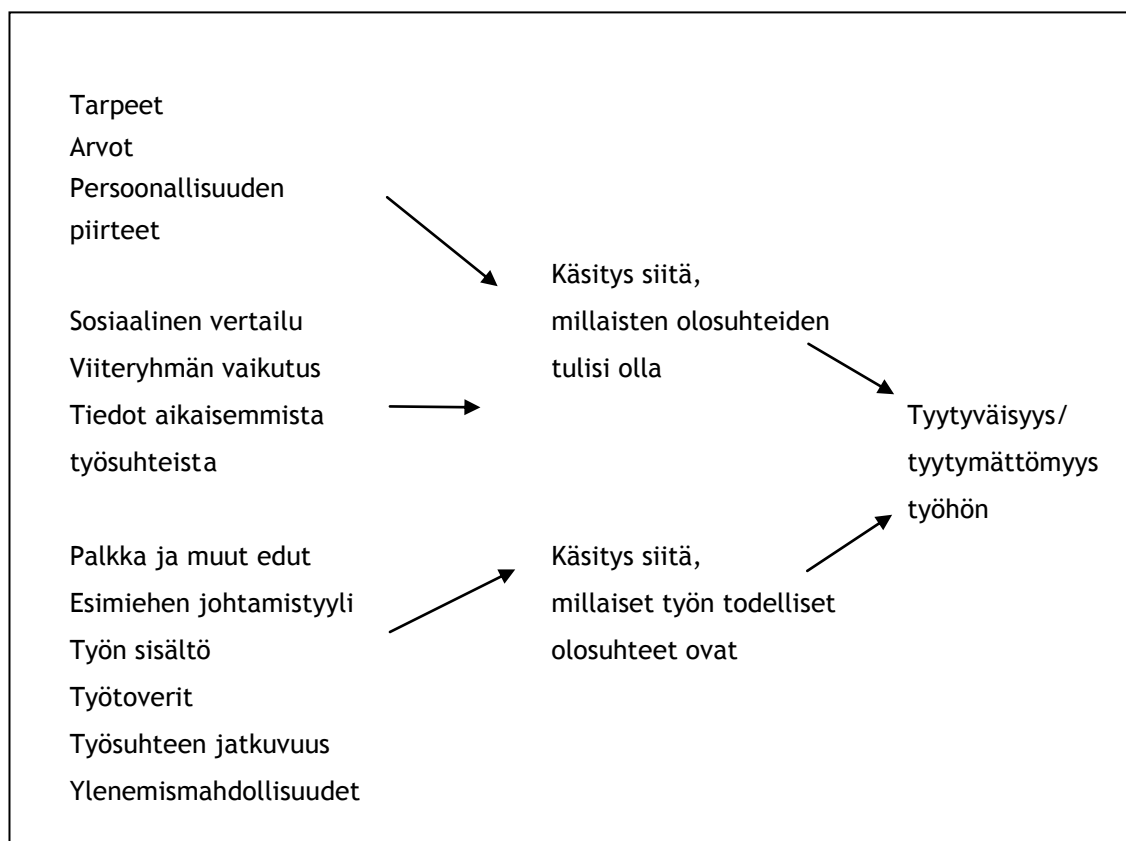 Tarpeet
Arvot
Persoonallisuuden
piirteet
Sosiaalinen vertailu
Viiteryhmän vaikutus
Tiedot aikaisemmista
työsuhteista
Palkka ja muut edut
Esimiehen johtamistyyli
Työn sisältö
Työtoverit
Työsuhteen jatkuvuus
Ylenemismahdollisuudet
Käsitys siitä,
millaisten olosuhteiden
tulisi olla
Käsitys siitä,
millaiset työn todelliset
olosuhteet ovat
Tyytyväisyys/
tyytymättömyys
työhön